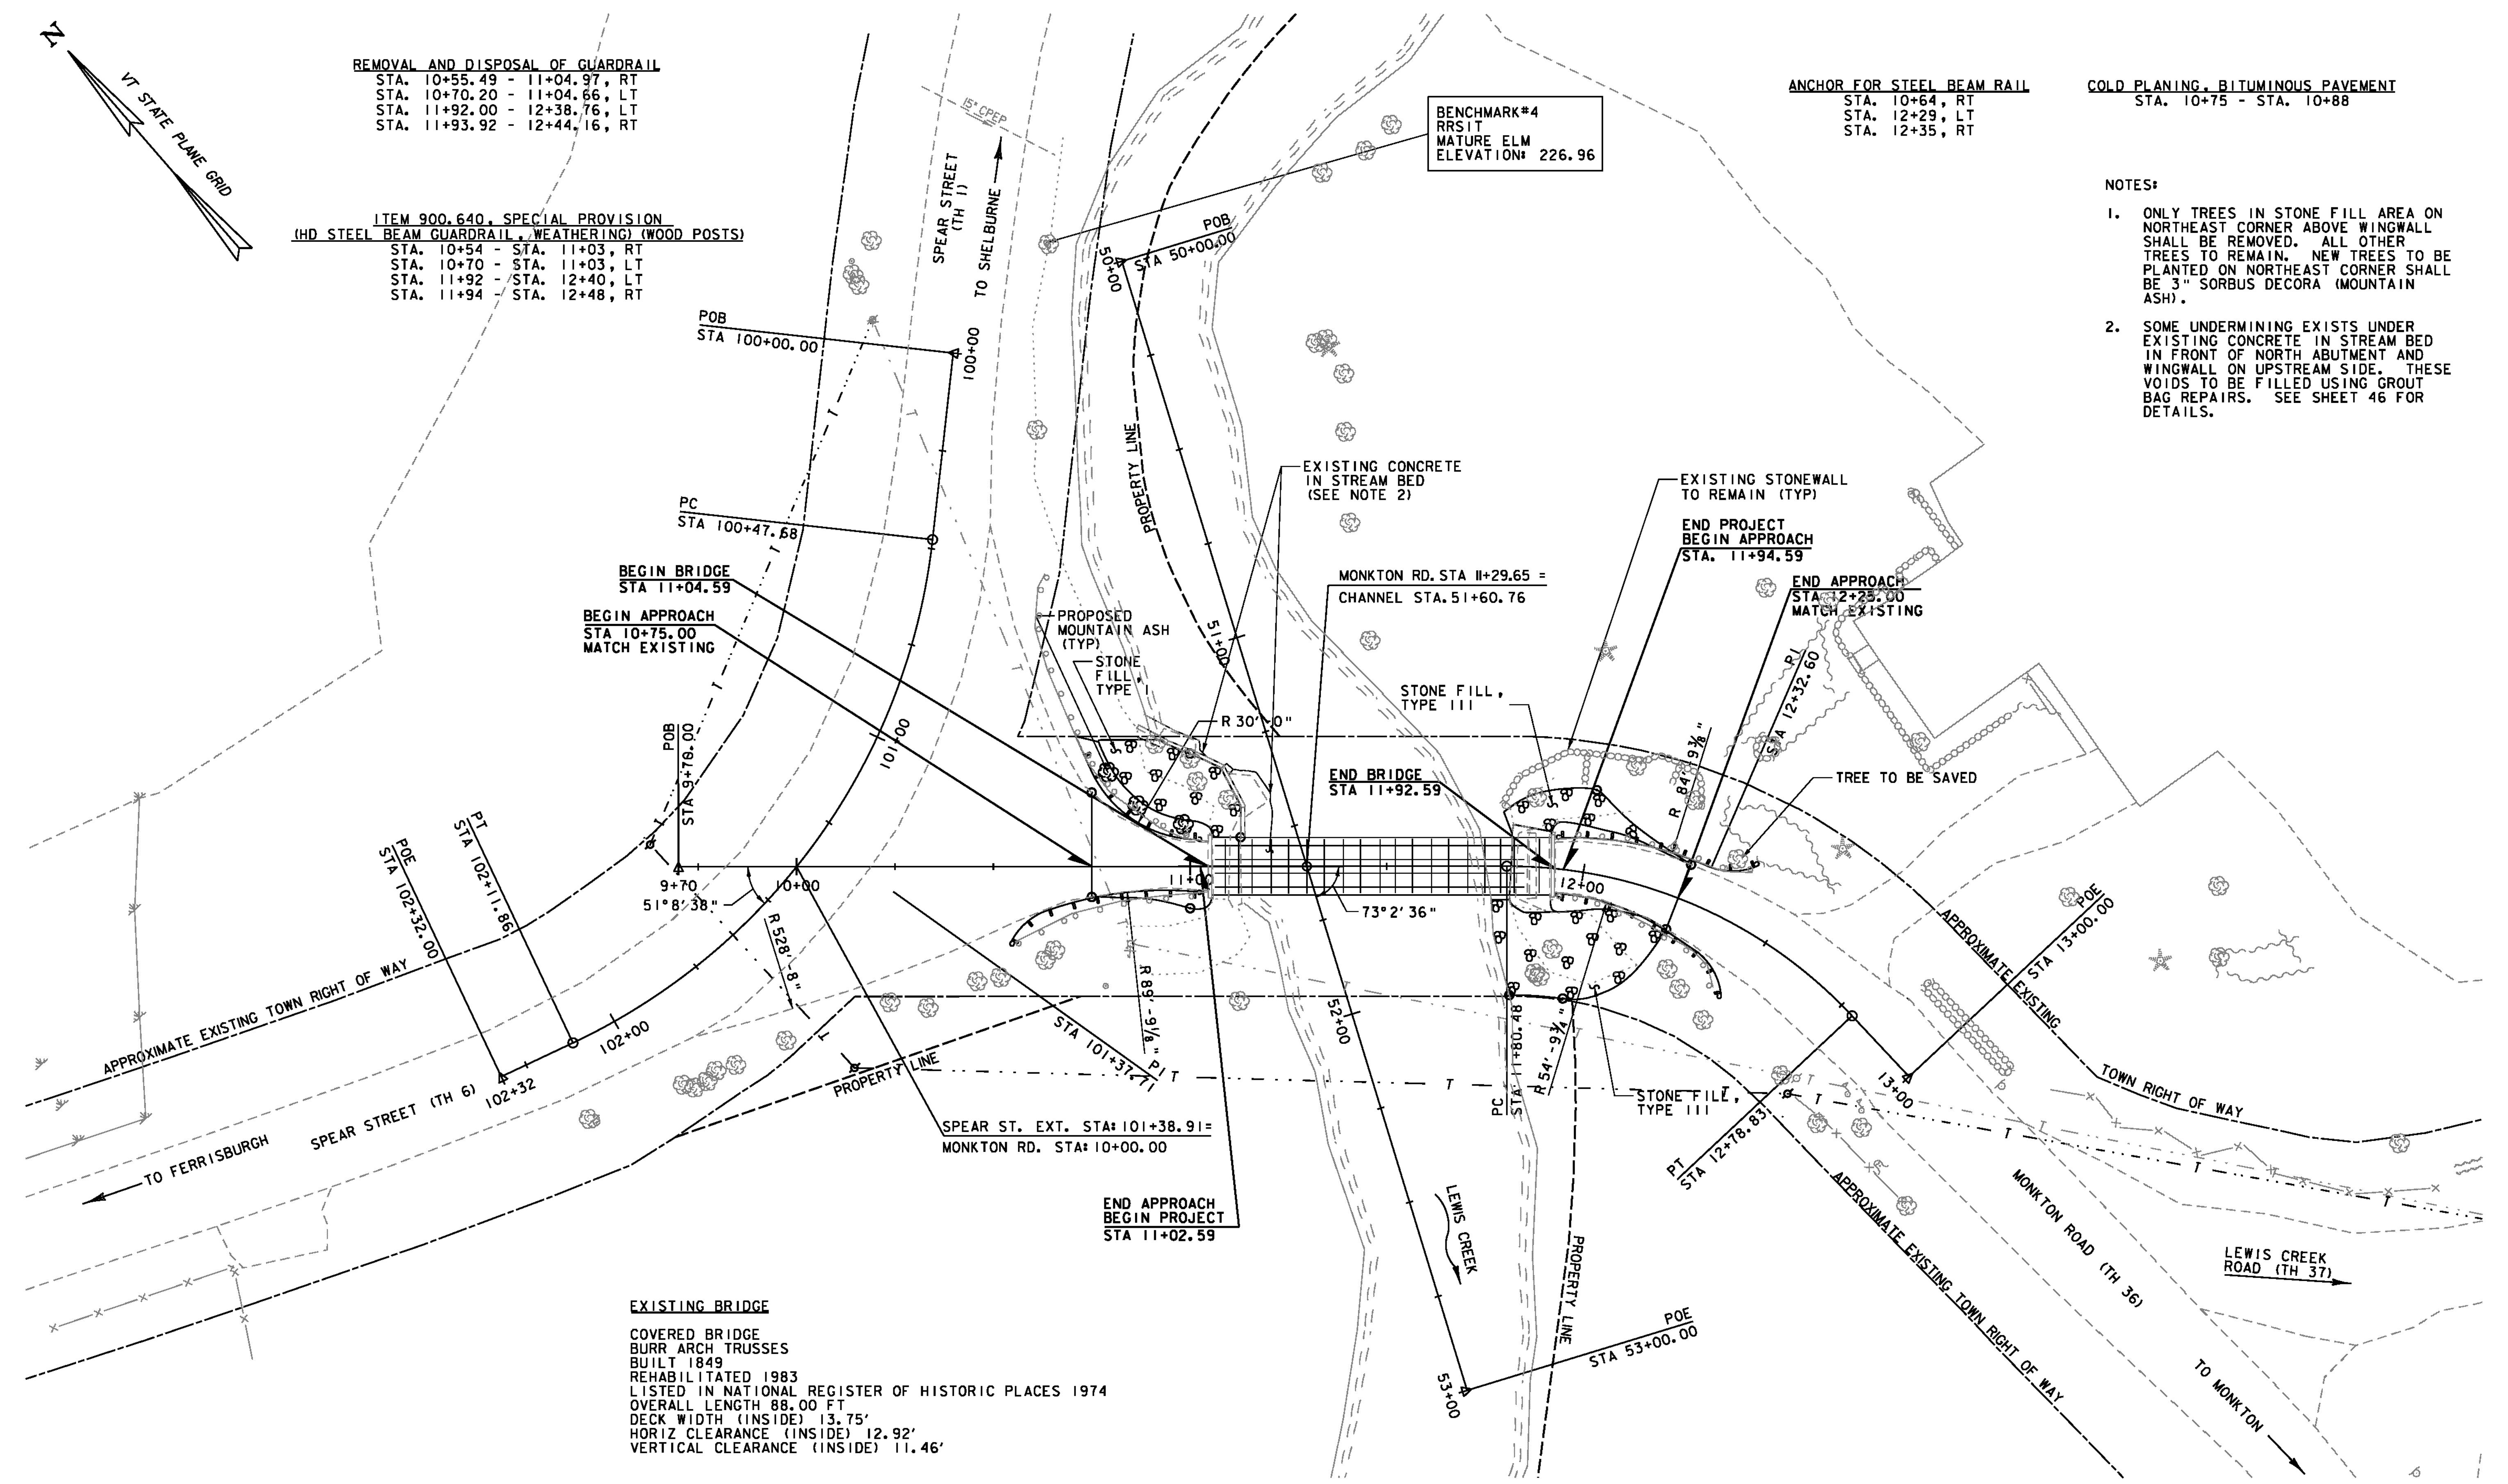 N
VT STATE PLANE GRID
REMOVAL AND DISPOSAL OF GUARDRAIL
STA. 10+55.49 - 11+04.97, RT
STA. 10+70.20 - 11+04.66, LT
STA. 11+92.00 - 12+38.76, LT
STA. 11+93.92 - 12+44.16, RT
ITEM 900.640, SPECIAL PROVISION
(HD STEEL BEAM GUARDRAIL, WEATHERING) (WOOD POSTS)
STA. 10+54 - STA. 11+03, RT
STA. 10+70 - STA. 11+03, LT
STA. 11+92 - STA. 12+40, LT
STA. 11+94 - STA. 12+48, RT
15" CPEP
SPEAR STREET
(TH 1)
TO SHELBURNE
BENCHMARK#4
RRSIT
MATURE ELM
ELEVATION: 226.96
ANCHOR FOR STEEL BEAM RAIL
STA. 10+64, RT
STA. 12+29, LT
STA. 12+35, RT
COLD PLANING, BITUMINOUS PAVEMENT
STA. 10+75 - STA. 10+88
NOTES:
1. ONLY TREES IN STONE FILL AREA ON
NORTHEAST CORNER ABOVE WINGWALL
SHALL BE REMOVED. ALL OTHER
TREES TO REMAIN. NEW TREES TO BE
PLANTED ON NORTHEAST CORNER SHALL
BE 3" SORBUS DECORA (MOUNTAIN
ASH).
2. SOME UNDERMINING EXISTS UNDER
EXISTING CONCRETE IN STREAM BED
IN FRONT OF NORTH ABUTMENT AND
WINGWALL ON UPSTREAM SIDE. THESE
VOIDS TO BE FILLED USING GROUT
BAG REPAIRS. SEE SHEET 46 FOR
DETAILS.
POB
STA 50+00.00
50+00
POB
STA 100+00.00
100+00
PC
STA 100+47.68
PROPERTY LINE
EXISTING CONCRETE
IN STREAM BED
(SEE NOTE 2)
EXISTING STONEWALL
TO REMAIN (TYP)
END PROJECT
BEGIN APPROACH
STA. 11+94.59
BEGIN BRIDGE
STA 11+04.59
BEGIN APPROACH
STA 10+75.00
MATCH EXISTING
MONKTON RD. STA 11+29.65 =
CHANNEL STA. 51+60.76
END APPROACH
STA 12+25.00
MATCH EXISTING
PROPOSED
MOUNTAIN ASH
(TYP)
STONE
FILL,
TYPE I
51+00
STONE FILL,
TYPE III
R 30'-0"
PI
STA 12+32.60
R 84'-9⅜"
101+00
POB
STA 9+70.00
END BRIDGE
STA 11+92.59
TREE TO BE SAVED
PT
STA 102+11.86
POE
STA 102+32.00
9+70
10+00
11+00
12+00
51°8'38"
73°2'36"
R 528'-8"
R 89'-9⅛"
STA 101+37.71
PI
52+00
PC
STA 11+80.48
R 54'-9¾"
STONE FILL,
TYPE III
POE
STA 13+00.00
13+00
PT
STA 12+78.83
APPROXIMATE EXISTING
TOWN RIGHT OF WAY
APPROXIMATE EXISTING TOWN RIGHT OF WAY
102+00
102+32
PROPERTY LINE
SPEAR STREET (TH 6)
TO FERRISBURGH
SPEAR ST. EXT. STA: 101+38.91=
MONKTON RD. STA: 10+00.00
END APPROACH
BEGIN PROJECT
STA 11+02.59
LEWIS CREEK
PROPERTY LINE
APPROXIMATE EXISTING TOWN RIGHT OF WAY
MONKTON ROAD (TH 36)
LEWIS CREEK
ROAD (TH 37)
TO MONKTON
POE
STA 53+00.00
53+00
EXISTING BRIDGE
COVERED BRIDGE
BURR ARCH TRUSSES
BUILT 1849
REHABILITATED 1983
LISTED IN NATIONAL REGISTER OF HISTORIC PLACES 1974
OVERALL LENGTH 88.00 FT
DECK WIDTH (INSIDE) 13.75'
HORIZ CLEARANCE (INSIDE) 12.92'
VERTICAL CLEARANCE (INSIDE) 11.46'